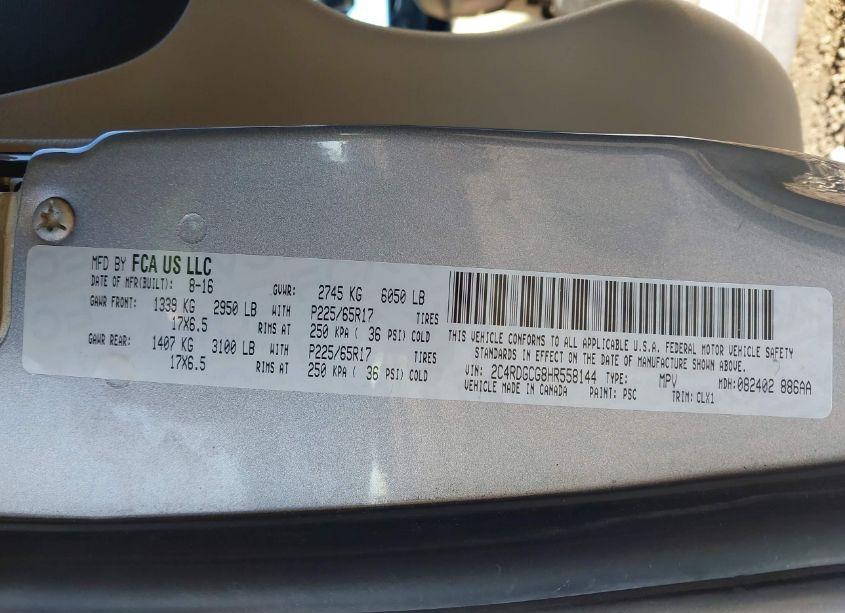 MFD BY FCA US LLC
DATE OF MFR(BUILT): 8-16 GVWR: 2745 KG 6050 LB
GAWR FRONT: 1339 KG 2950 LB WITH P225/65R17 TIRES
17X6.5 RIMS AT 250 KPA ( 36 PSI) COLD
GAWR REAR: 1407 KG 3100 LB WITH P225/65R17 TIRES
17X6.5 RIMS AT 250 KPA ( 36 PSI) COLD
THIS VEHICLE CONFORMS TO ALL APPLICABLE U.S.A. FEDERAL MOTOR VEHICLE SAFETY
STANDARDS IN EFFECT ON THE DATE OF MANUFACTURE SHOWN ABOVE.
VIN: 2C4RDGCG8HR558144 TYPE: MPV MDH: 082402 886AA
VEHICLE MADE IN CANADA PAINT: PSC TRIM: CLX1